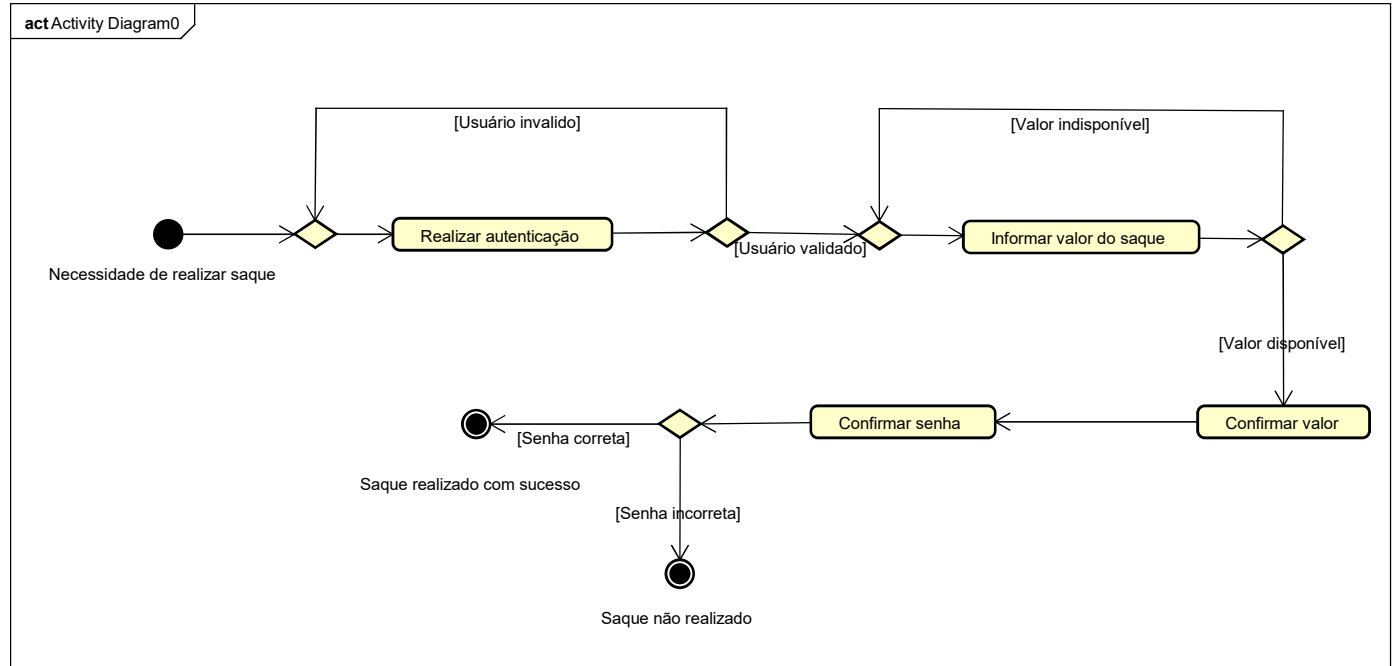 act Activity Diagram0
[Usuário invalido]
[Valor indisponível]
Realizar autenticação
[Usuário validado]
Informar valor do saque
Necessidade de realizar saque
[Valor disponível]
Confirmar valor
Confirmar senha
[Senha correta]
Saque realizado com sucesso
[Senha incorreta]
Saque não realizado